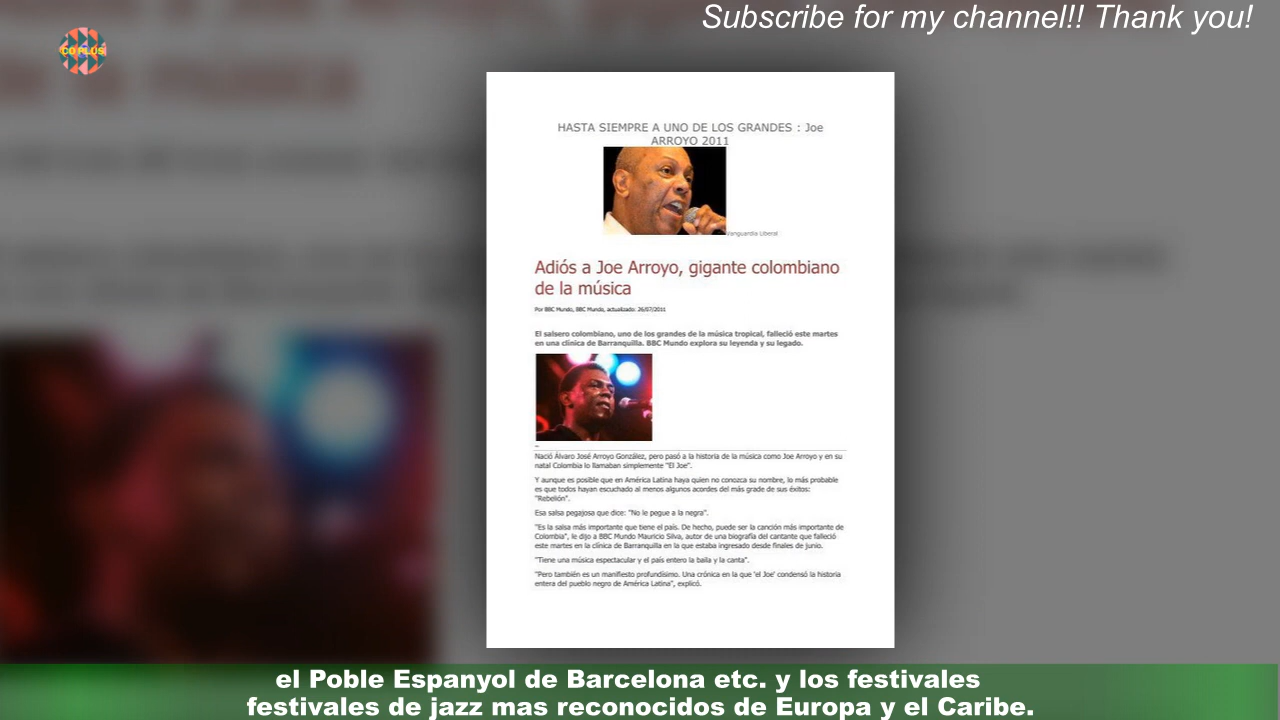 Subscribe for my channel!! Thank you!
CD PLUS
HASTA SIEMPRE A UNO DE LOS GRANDES : Joe
ARROYO 2011
Vanguardia Liberal
Adiós a Joe Arroyo, gigante colombiano
de la música
Por BBC Mundo, BBC Mundo, actualizado: 26/07/2011
El salsero colombiano, uno de los grandes de la música tropical, falleció este martes
en una clínica de Barranquilla. BBC Mundo explora su leyenda y su legado.
Nació Álvaro José Arroyo González, pero pasó a la historia de la música como Joe Arroyo y en su
natal Colombia lo llamaban simplemente "El Joe".
Y aunque es posible que en América Latina haya quien no conozca su nombre, lo más probable
es que todos hayan escuchado al menos algunos acordes del más grade de sus éxitos:
"Rebelión".
Esa salsa pegajosa que dice: "No le pegue a la negra".
"Es la salsa más importante que tiene el país. De hecho, puede ser la canción más importante de
Colombia", le dijo a BBC Mundo Mauricio Silva, autor de una biografía del cantante que falleció
este martes en la clínica de Barranquilla en la que estaba ingresado desde finales de junio.
"Tiene una música espectacular y el país entero la baila y la canta".
"Pero también es un manifiesto profundísimo. Una crónica en la que 'el Joe' condensó la historia
entera del pueblo negro de América Latina", explicó.
el Poble Espanyol de Barcelona etc. y los festivales
festivales de jazz mas reconocidos de Europa y el Caribe.